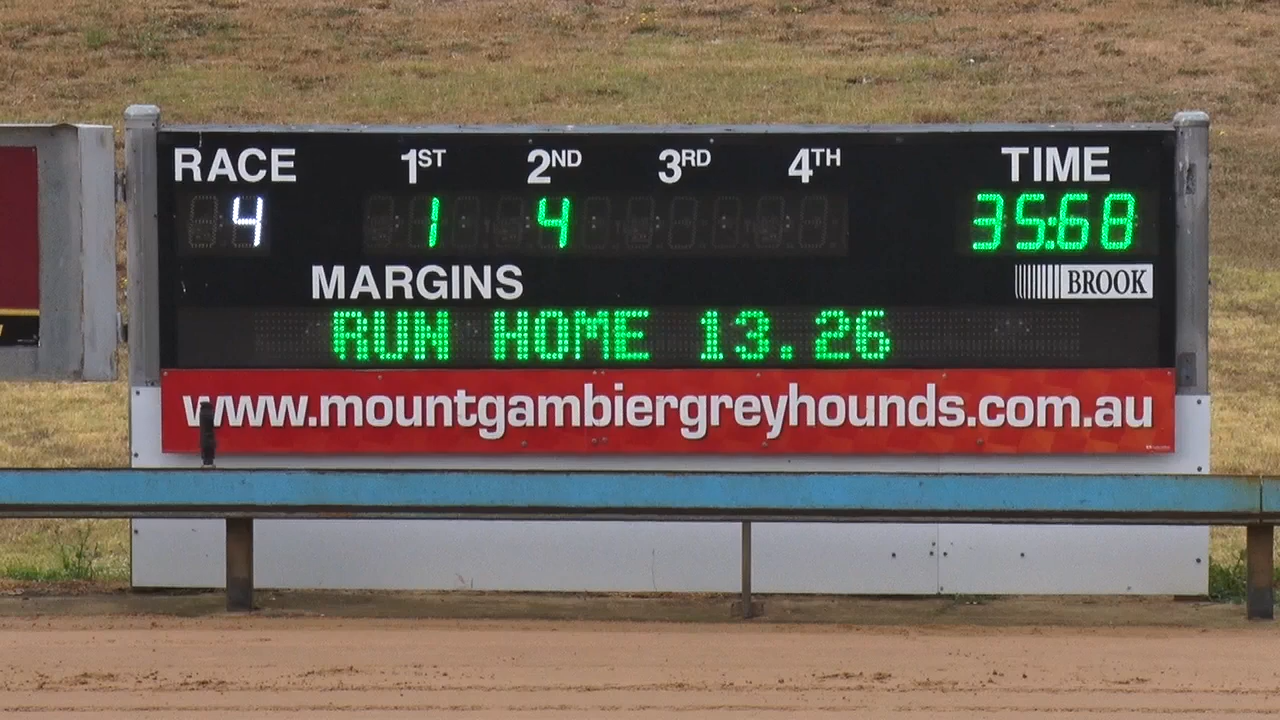 RACE 1ST 2ND 3RD 4TH TIME
4 1 4 35:68
MARGINS BROOK
RUN HOME 13.26
www.mountgambiergreyhounds.com.au